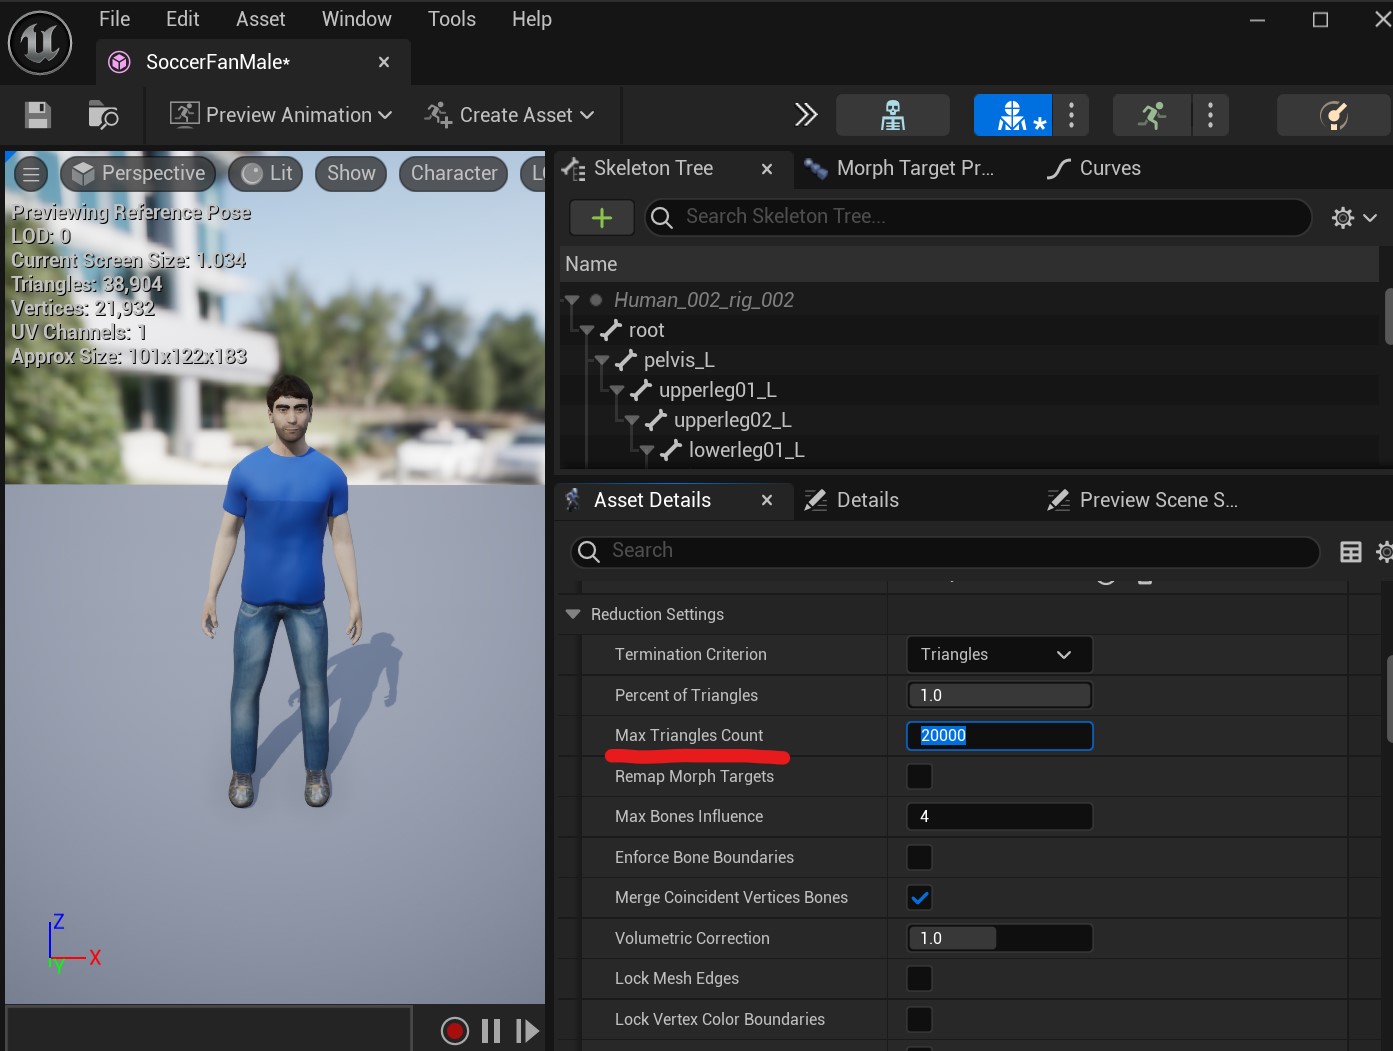 File Edit Asset Window Tools Help
SoccerFanMale*
Preview Animation Create Asset
Perspective Lit Show Character
Previewing Reference Pose
LOD: 0
Current Screen Size: 1.034
Triangles: 38,904
Vertices: 21,932
UV Channels: 1
Approx Size: 101x122x183
Z
X
Y
Skeleton Tree Morph Target Pr... Curves
Search Skeleton Tree...
Name
Human_002_rig_002
root
pelvis_L
upperleg01_L
upperleg02_L
lowerleg01_L
Asset Details Details Preview Scene S...
Search
Reduction Settings
Termination Criterion Triangles
Percent of Triangles 1.0
Max Triangles Count 20000
Remap Morph Targets
Max Bones Influence 4
Enforce Bone Boundaries
Merge Coincident Vertices Bones
Volumetric Correction 1.0
Lock Mesh Edges
Lock Vertex Color Boundaries